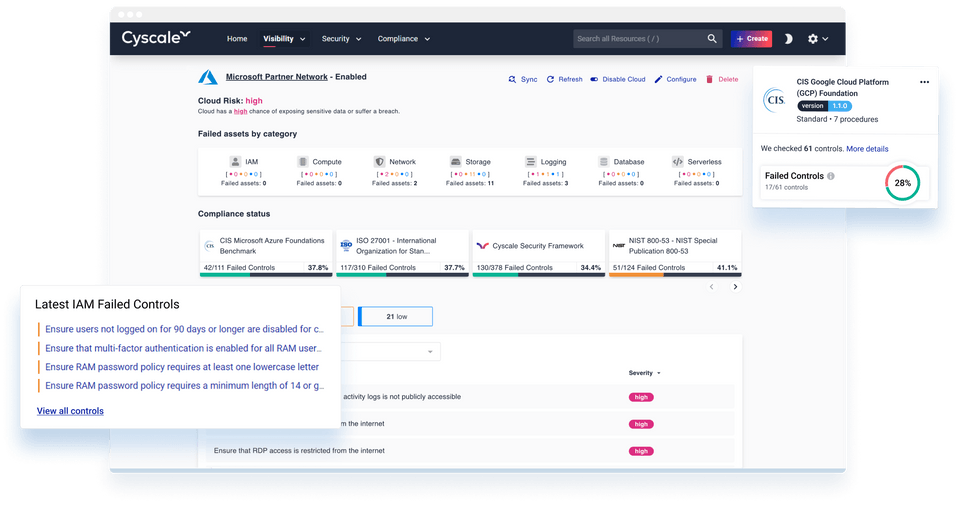 Cyscale
Home
Visibility
Security
Compliance
Search all Resources ( / )
+ Create
Microsoft Partner Network - Enabled
Sync
Refresh
Disable Cloud
Configure
Delete
Cloud Risk: high
Cloud has a high chance of exposing sensitive data or suffer a breach.
Failed assets by category
IAM
[ • 0 • 0 • 0 ]
Failed assets: 0
Compute
[ • 0 • 0 • 0 ]
Failed assets: 0
Network
[ • 2 • 0 • 0 ]
Failed assets: 2
Storage
[ • 0 • 11 • 0 ]
Failed assets: 11
Logging
[ • 1 • 1 • 1 ]
Failed assets: 3
Database
[ • 0 • 0 • 0 ]
Failed assets: 0
Serverless
[ • 0 • 0 • 0 ]
Failed assets: 0
Compliance status
CIS
CIS Microsoft Azure Foundations
Benchmark
42/111 Failed Controls 37.8%
ISO
ISO 27001 - International
Organization for Stan...
117/310 Failed Controls 37.7%
Cyscale Security Framework
130/378 Failed Controls 34.4%
NIST
NIST 800-53 - NIST Special
Publication 800-53
51/124 Failed Controls 41.1%
21 low
Severity
activity logs is not publicly accessible
high
m the internet
high
Ensure that RDP access is restricted from the internet
high
CIS.
CIS Google Cloud Platform
(GCP) Foundation
version 1.1.0
Standard • 7 procedures
We checked 61 controls. More details
Failed Controls
17/61 controls
28%
Latest IAM Failed Controls
Ensure users not logged on for 90 days or longer are disabled for c...
Ensure that multi-factor authentication is enabled for all RAM user...
Ensure RAM password policy requires at least one lowercase letter
Ensure RAM password policy requires a minimum length of 14 or g...
View all controls